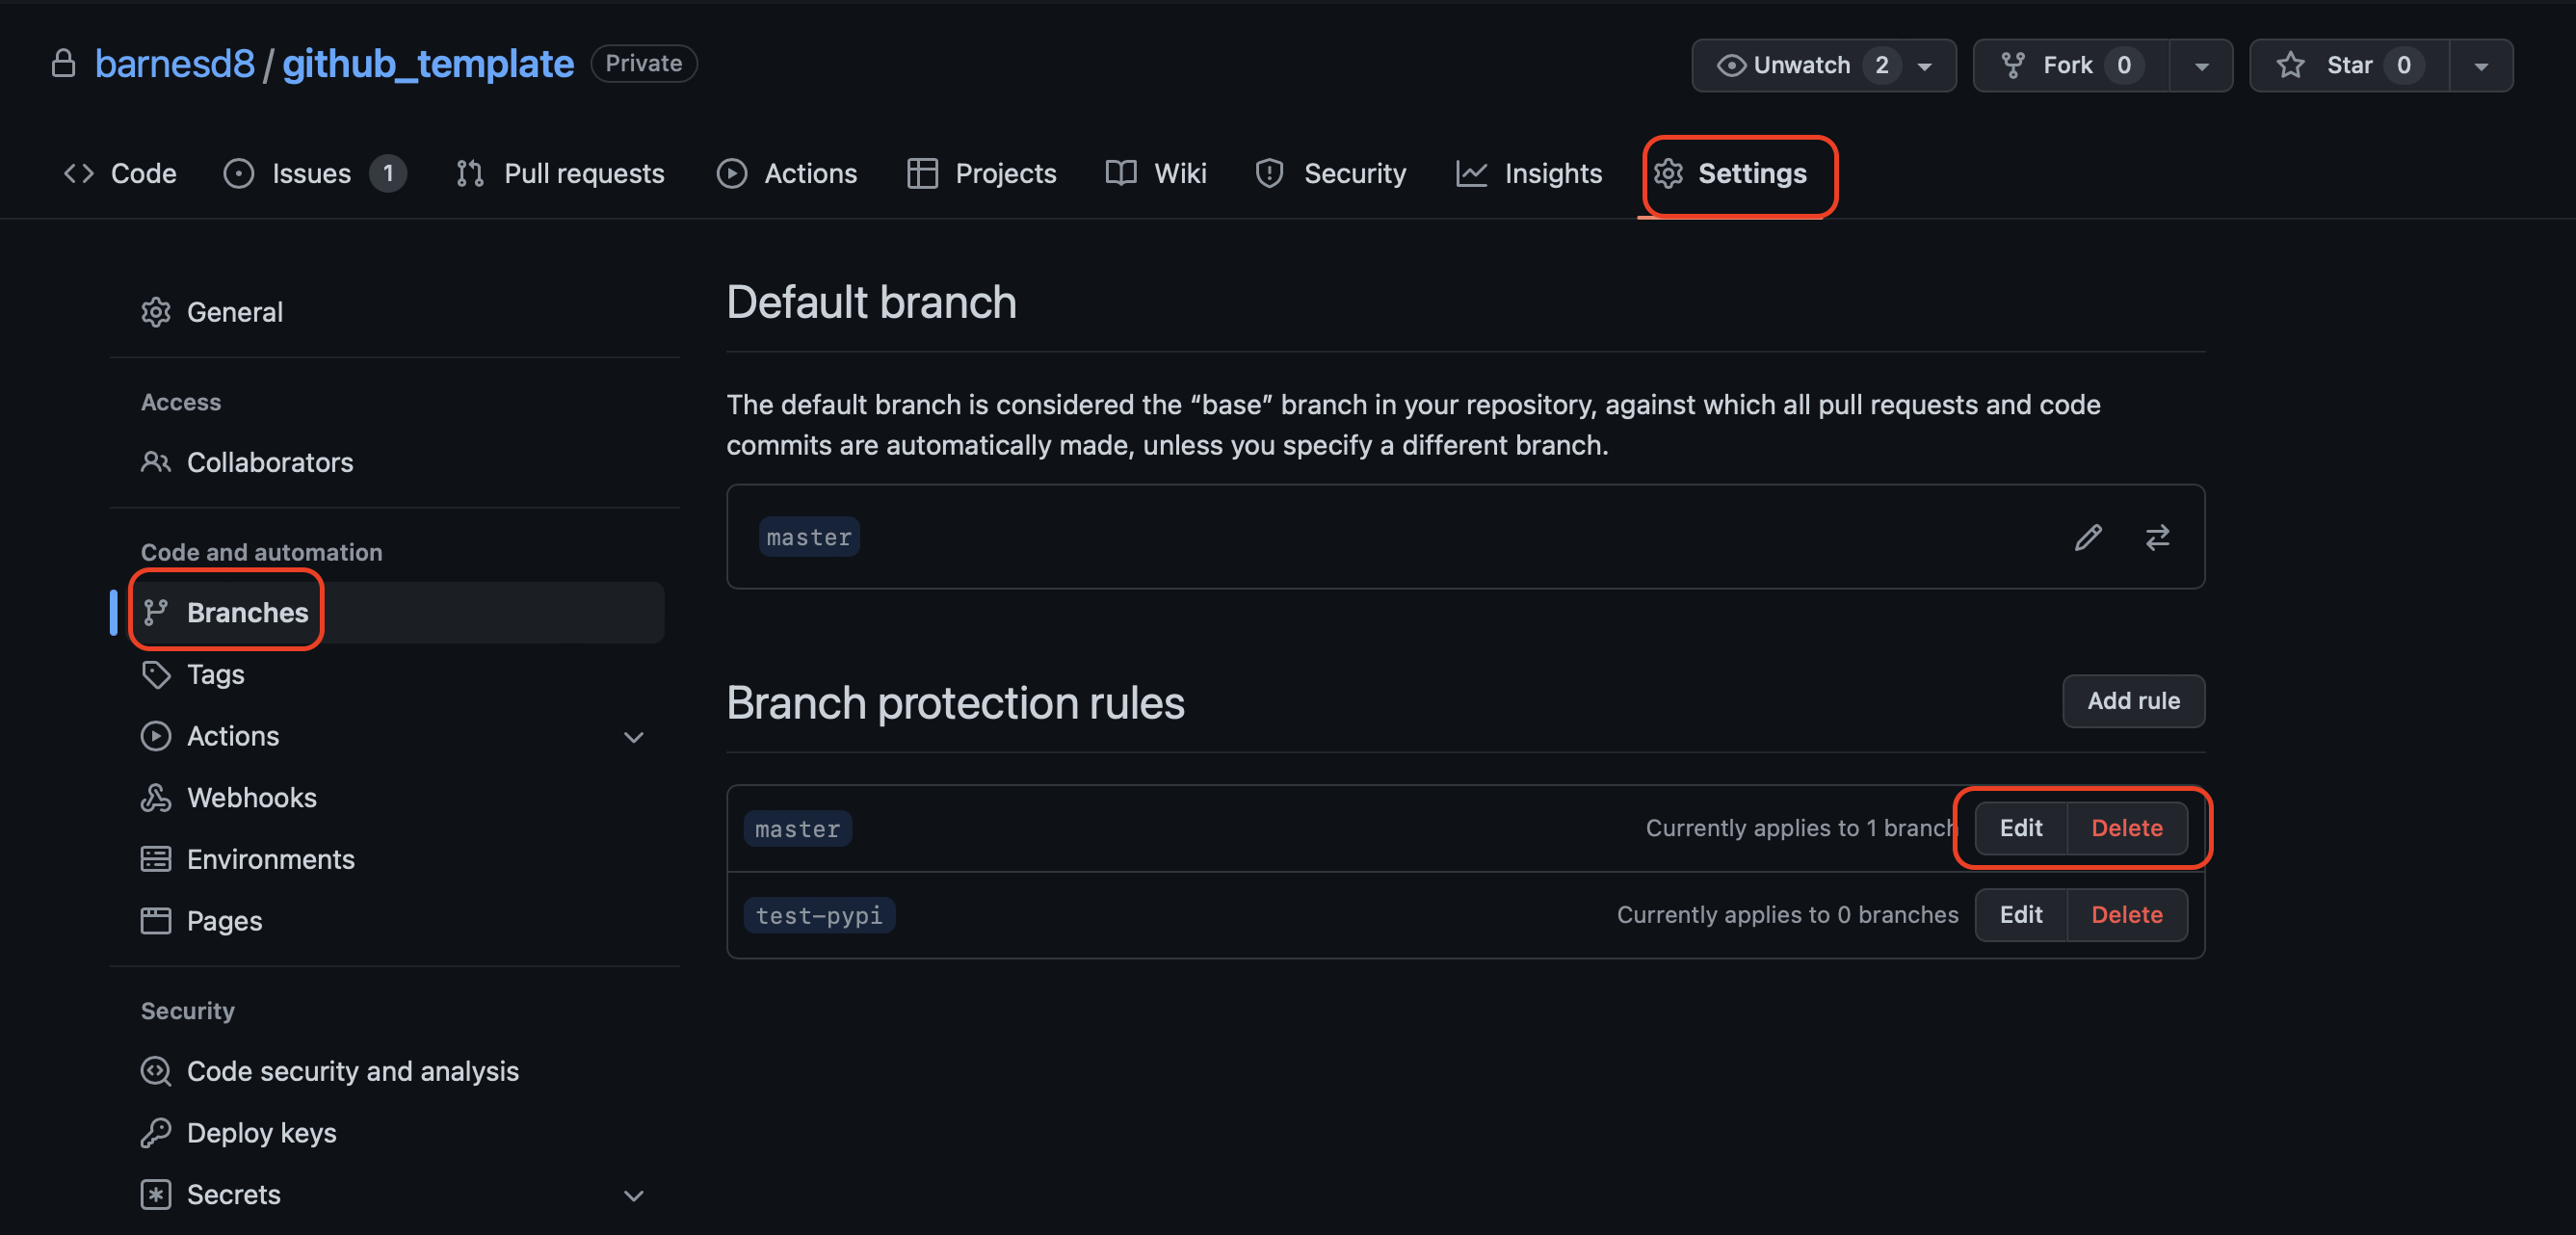 barnesd8 / github_template Private
Unwatch 2 Fork 0 Star 0
Code Issues 1 Pull requests Actions Projects Wiki Security Insights Settings
General
Access
Collaborators
Code and automation
Branches
Tags
Actions
Webhooks
Environments
Pages
Security
Code security and analysis
Deploy keys
Secrets
Default branch
The default branch is considered the “base” branch in your repository, against which all pull requests and code
commits are automatically made, unless you specify a different branch.
master
Branch protection rules
Add rule
master Currently applies to 1 branch Edit Delete
test-pypi Currently applies to 0 branches Edit Delete